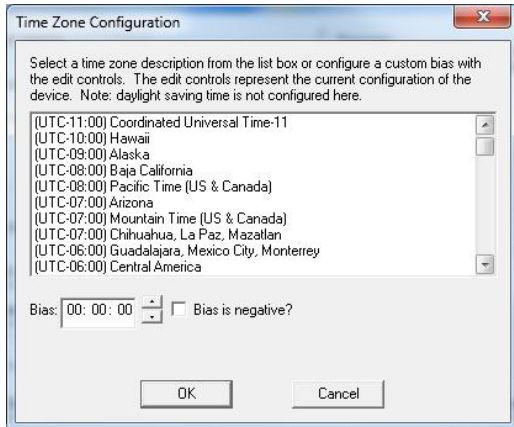 Time Zone Configuration
Select a time zone description from the list box or configure a custom bias with
the edit controls.  The edit controls represent the current configuration of the
device.  Note: daylight saving time is not configured here.
(UTC-11:00) Coordinated Universal Time-11
(UTC-10:00) Hawaii
(UTC-09:00) Alaska
(UTC-08:00) Baja California
(UTC-08:00) Pacific Time (US & Canada)
(UTC-07:00) Arizona
(UTC-07:00) Mountain Time (US & Canada)
(UTC-07:00) Chihuahua, La Paz, Mazatlan
(UTC-06:00) Guadalajara, Mexico City, Monterrey
(UTC-06:00) Central America
Bias: 00: 00: 00 Bias is negative?
OK Cancel